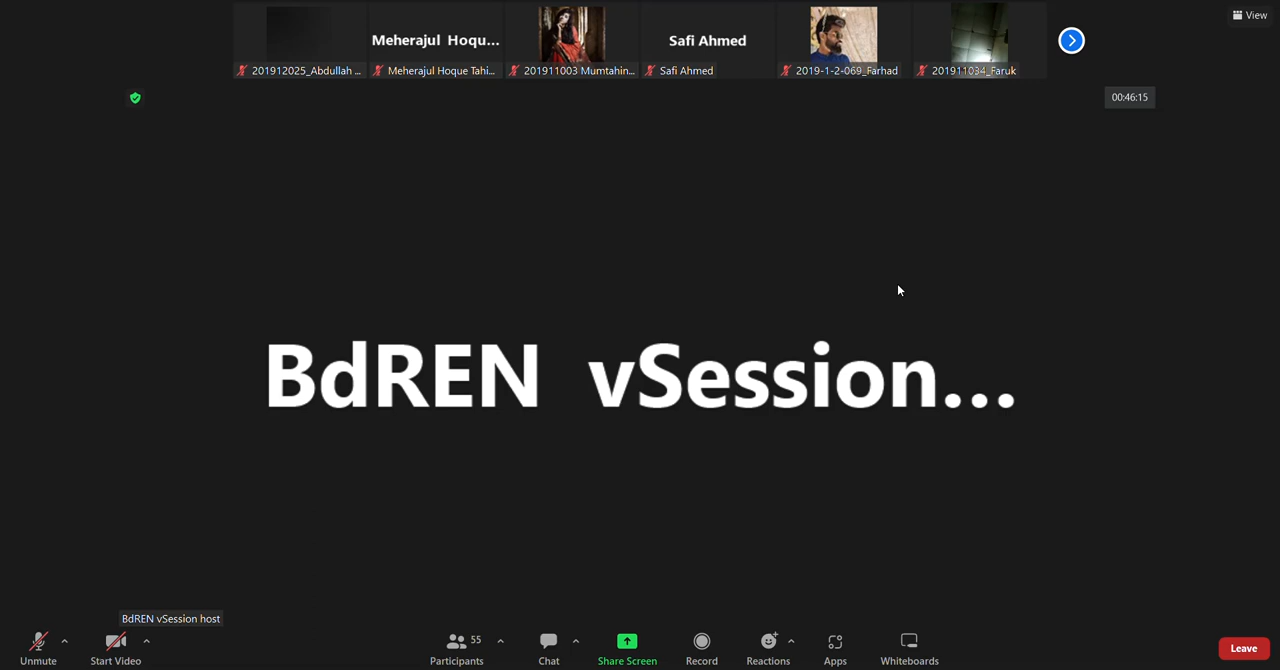 View
Meherajul Hoqu...
Safi Ahmed
201912025_Abdullah ...
Meherajul Hoque Tahi...
201911003 Mumtahin...
Safi Ahmed
2019-1-2-069_Farhad
201911034_Faruk
00:46:15
BdREN vSession...
BdREN vSession host
55
Unmute
Start Video
Participants
Chat
Share Screen
Record
Reactions
Apps
Whiteboards
Leave